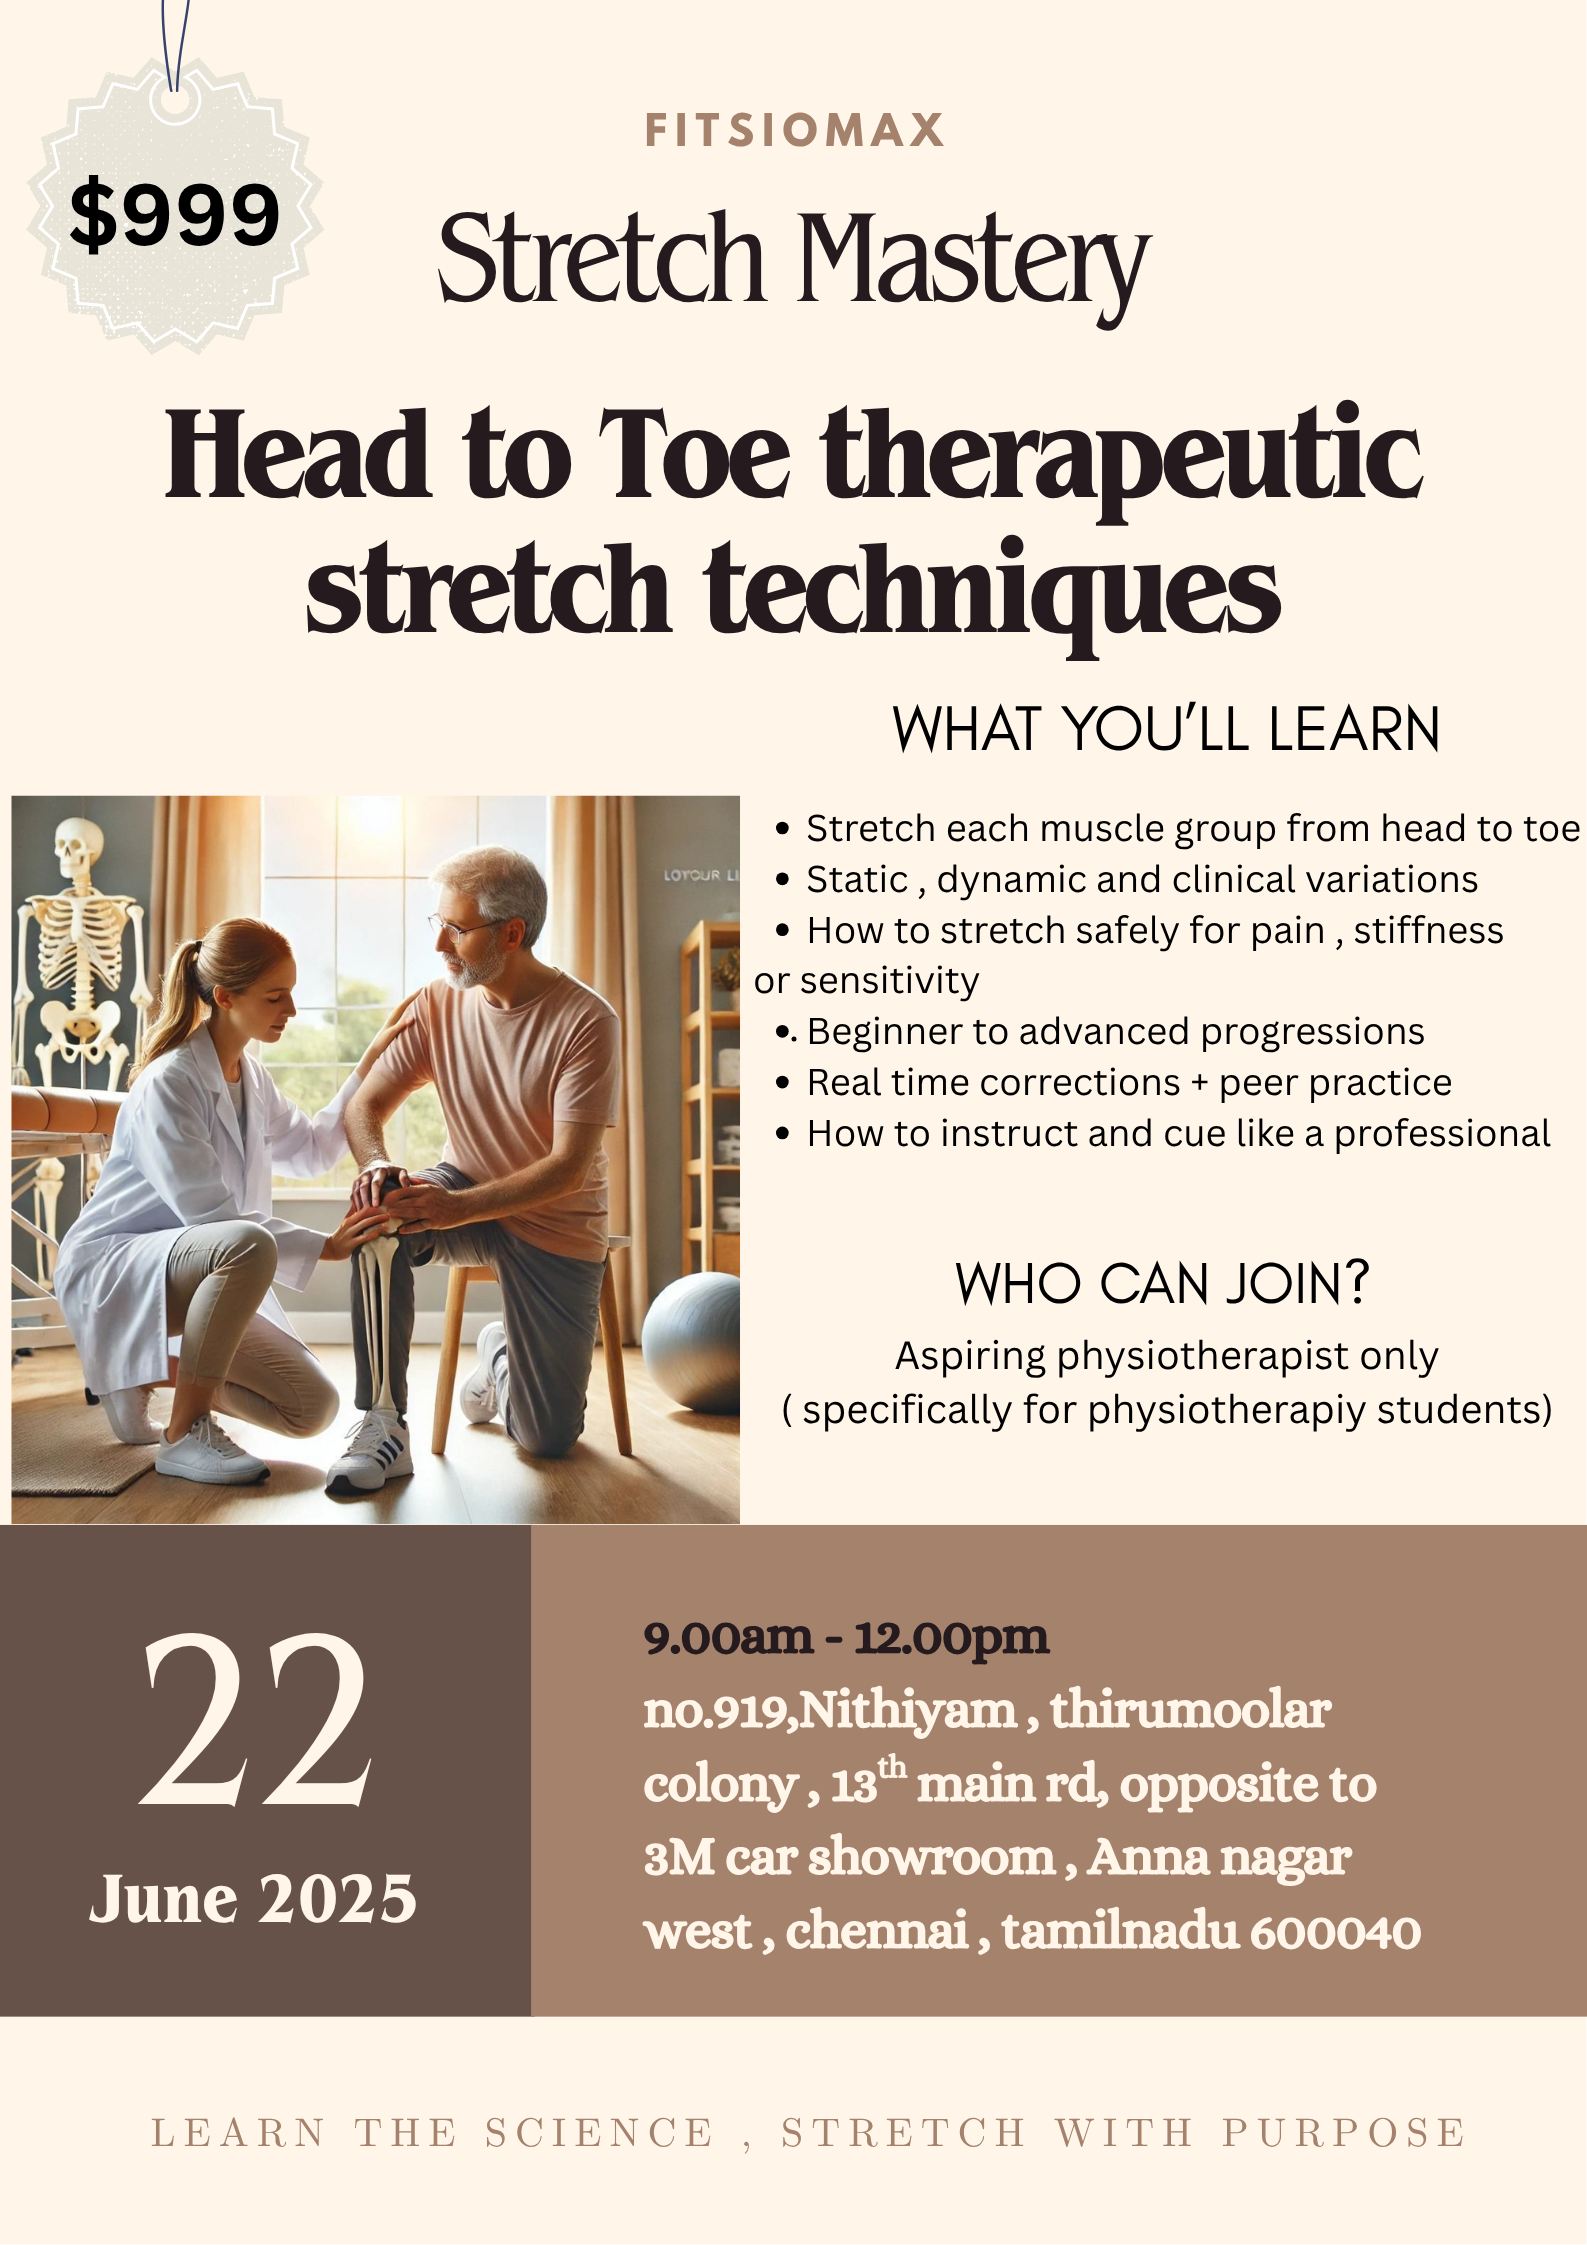 $999
FITSIOMAX
Stretch Mastery
Head to Toe therapeutic
stretch techniques
WHAT YOU'LL LEARN
• Stretch each muscle group from head to toe
• Static , dynamic and clinical variations
• How to stretch safely for pain , stiffness
or sensitivity
•. Beginner to advanced progressions
• Real time corrections + peer practice
• How to instruct and cue like a professional
LOYOUR LI
WHO CAN JOIN?
Aspiring physiotherapist only
( specifically for physiotherapiy students)
22
June 2025
9.00am - 12.00pm
no.919,Nithiyam , thirumoolar
colony , 13th main rd, opposite to
3M car showroom , Anna nagar
west , chennai , tamilnadu 600040
LEARN THE SCIENCE , STRETCH WITH PURPOSE